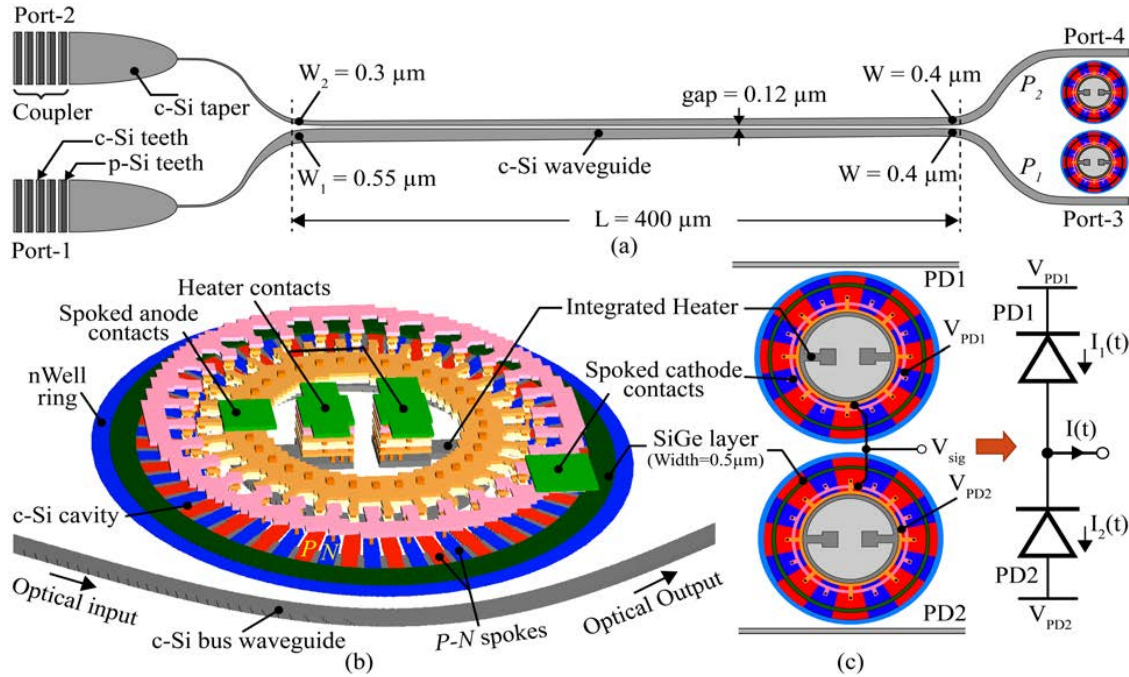 Port-2
Coupler
c-Si taper
c-Si teeth
p-Si teeth
Port-1
W2 = 0.3 µm
W1 = 0.55 µm
gap = 0.12 µm
c-Si waveguide
W = 0.4 µm
W = 0.4 µm
L = 400 µm
Port-4
P2
P1
Port-3
(a)
Heater contacts
Spoked anode
contacts
nWell
ring
c-Si cavity
P N
Optical input
c-Si bus waveguide
P-N spokes
Optical Output
(b)
Integrated Heater
Spoked cathode
contacts
SiGe layer
(Width=0.5µm)
PD1
VPD1
Vsig
VPD2
PD2
(c)
VPD1
PD1
I1(t)
I(t)
I2(t)
PD2
VPD2